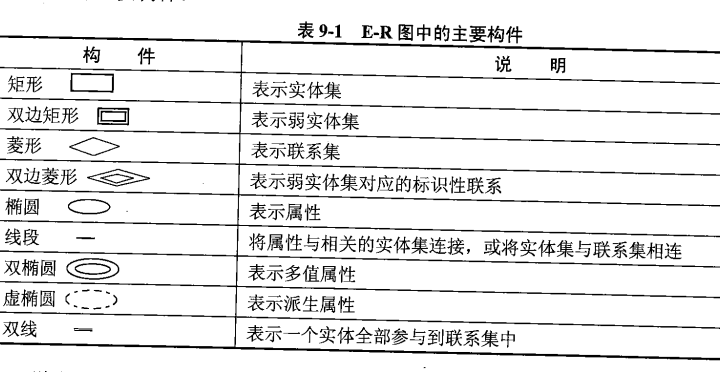 表 9-1 E-R 图中的主要构件
构 件 说 明
矩形 表示实体集
双边矩形 表示弱实体集
菱形 表示联系集
双边菱形 表示弱实体集对应的标识性联系
椭圆 表示属性
线段 将属性与相关的实体集连接，或将实体集与联系集相连
双椭圆 表示多值属性
虚椭圆 表示派生属性
双线 表示一个实体全部参与到联系集中